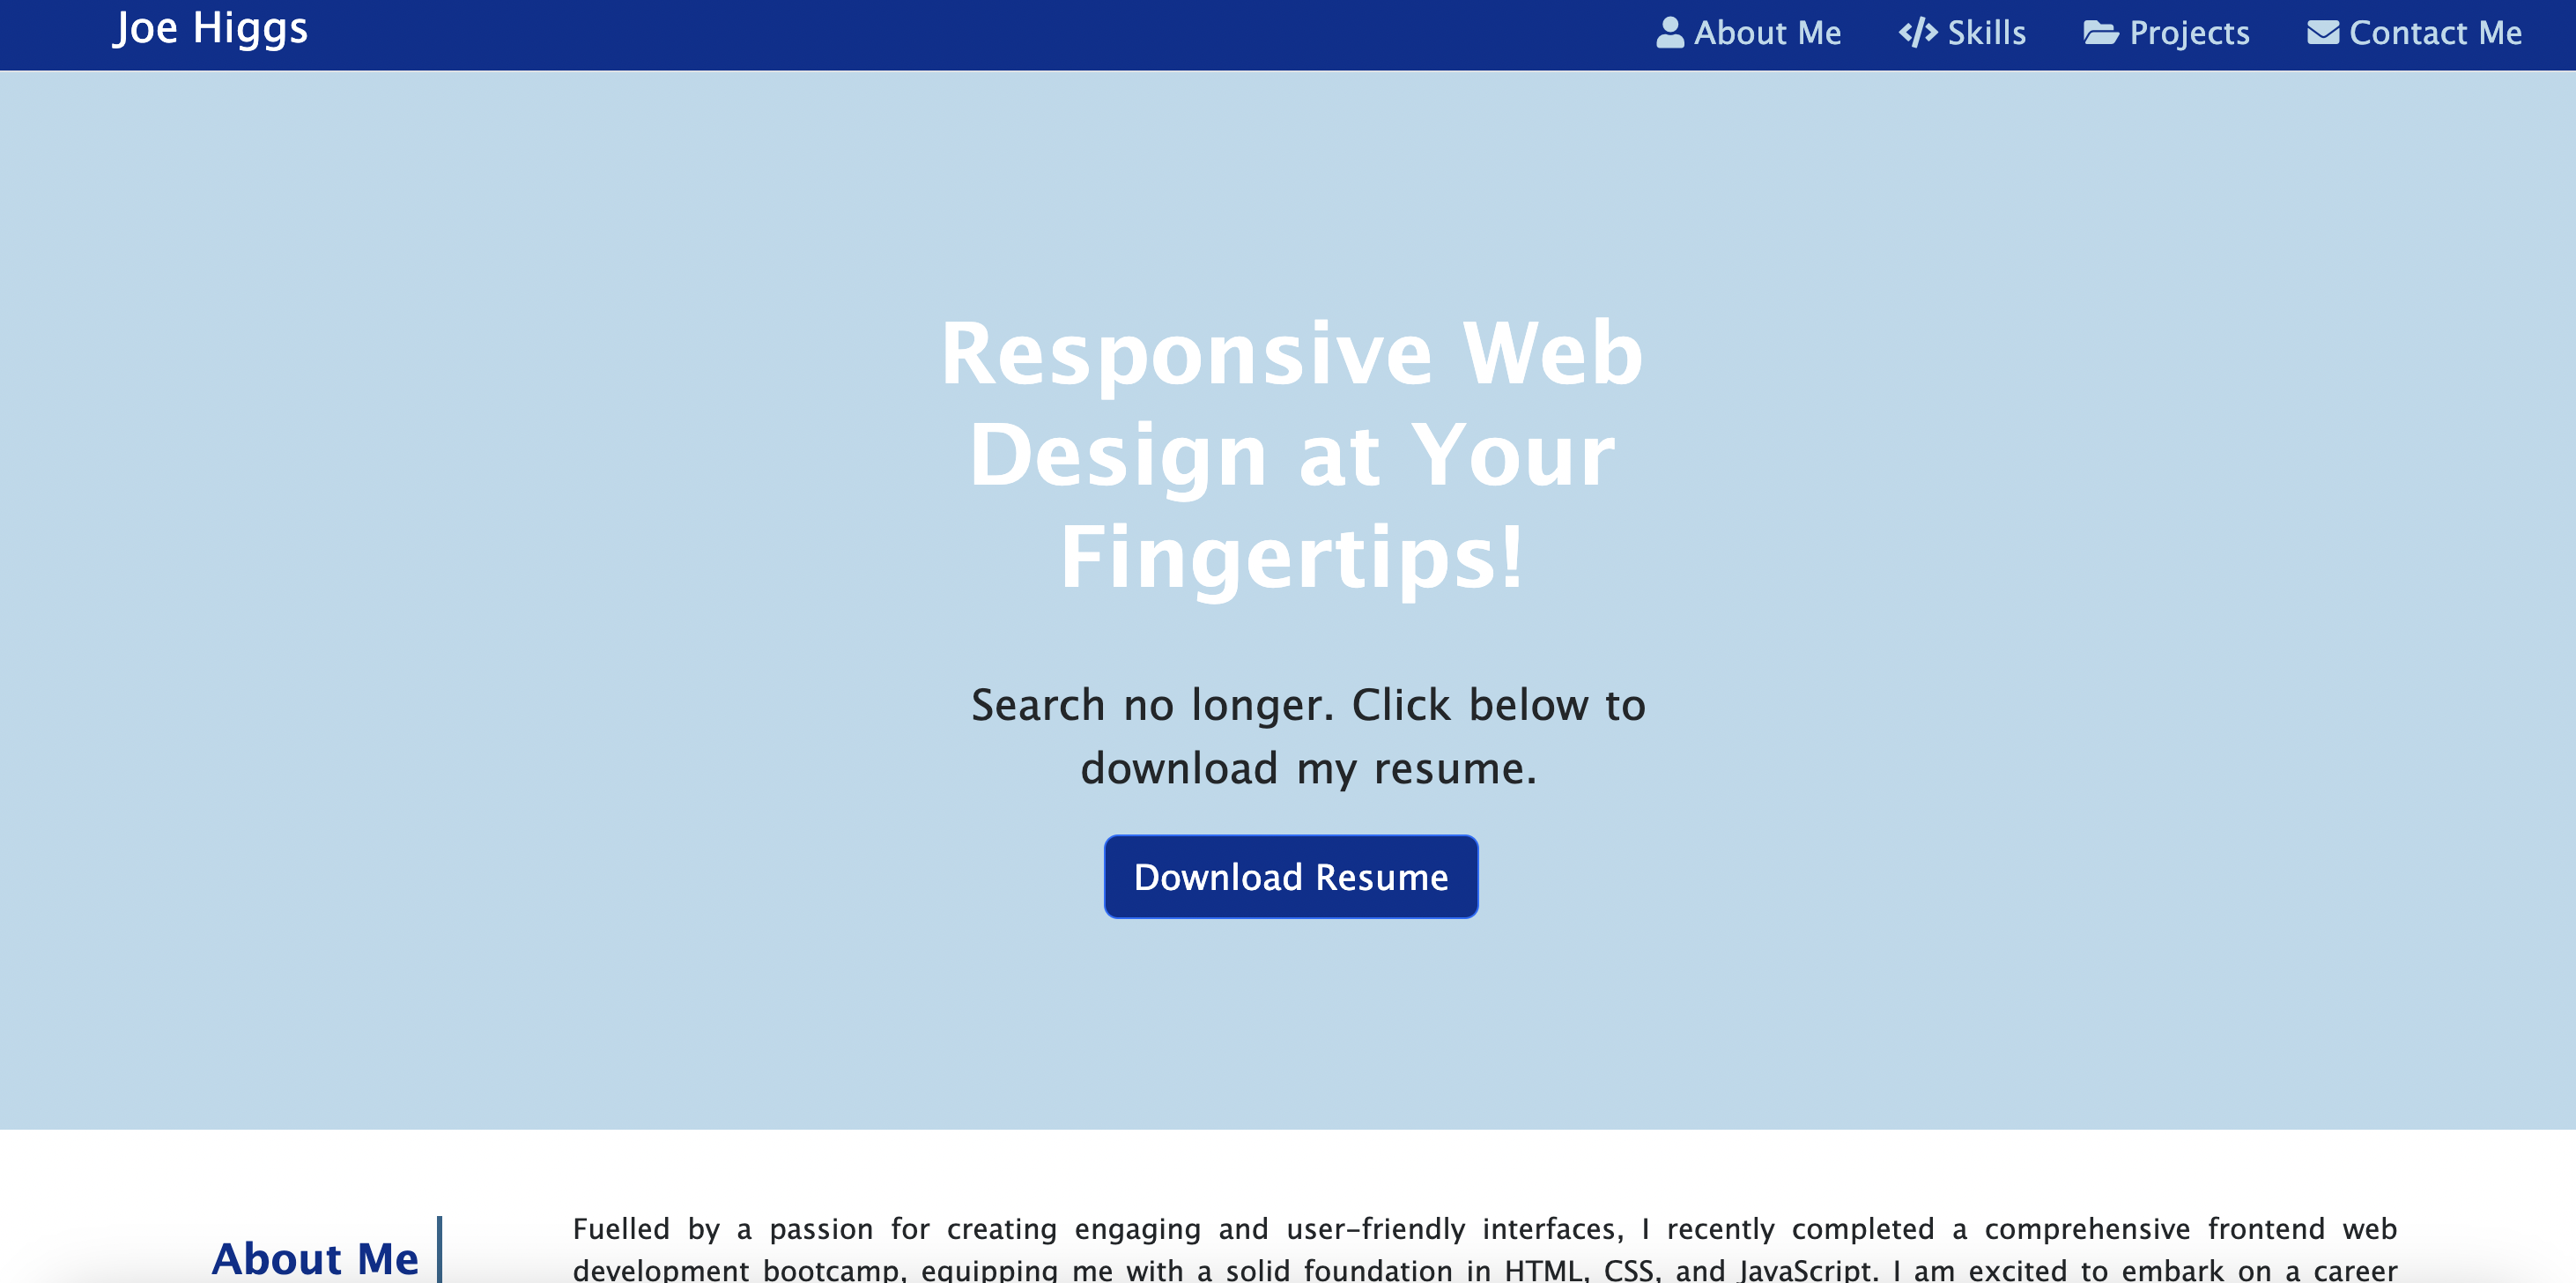 Joe Higgs
About Me Skills Projects Contact Me
Responsive Web
Design at Your
Fingertips!
Search no longer. Click below to
download my resume.
Download Resume
About Me
Fuelled by a passion for creating engaging and user-friendly interfaces, I recently completed a comprehensive frontend web
development bootcamp, equipping me with a solid foundation in HTML, CSS, and JavaScript. I am excited to embark on a career